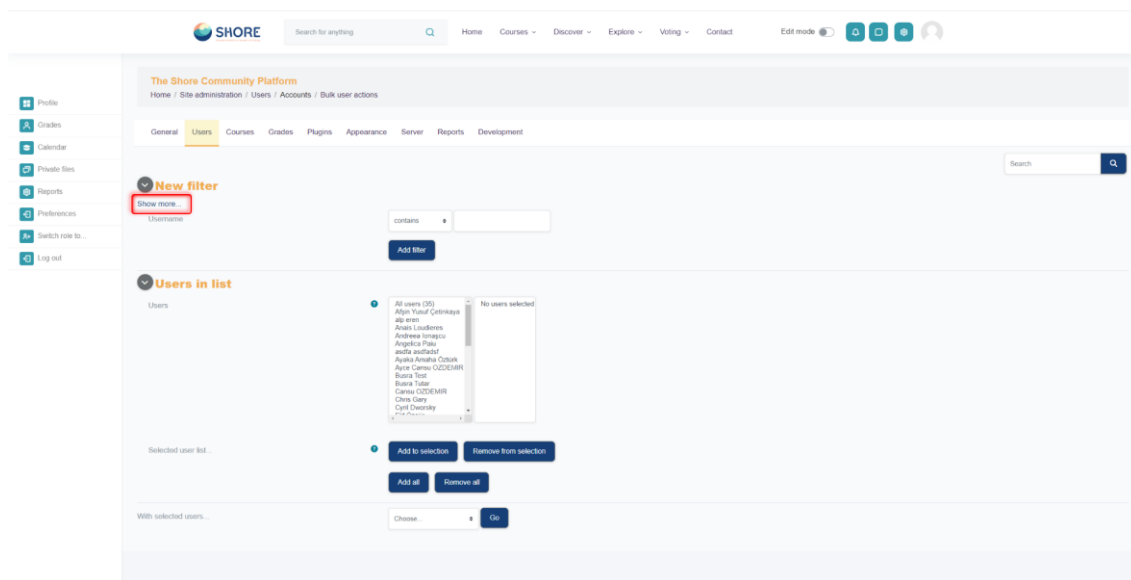 SHORE
Search for anything
Home
Courses
Discover
Explore
Voting
Contact
Edit mode
The Shore Community Platform
Home / Site administration / Users / Accounts / Bulk user actions
Profile
Grades
Calendar
Private files
Reports
Preferences
Switch role to...
Log out
General
Users
Courses
Grades
Plugins
Appearance
Server
Reports
Development
Search
New filter
Show more...
Username
contains
Add filter
Users in list
Users
All users (35)
Afşin Yusuf Çetinkaya
alp eren
Anais Loudieres
Andreea Ionaşcu
Angelica Paiu
asdfa asdfadsf
Ayaka Amaha Öztürk
Ayce Cansu OZDEMIR
Busra Test
Busra Tutar
Cansu OZDEMIR
Chris Gary
Cyril Dworsky
No users selected
Selected user list...
Add to selection
Remove from selection
Add all
Remove all
With selected users...
Choose...
Go